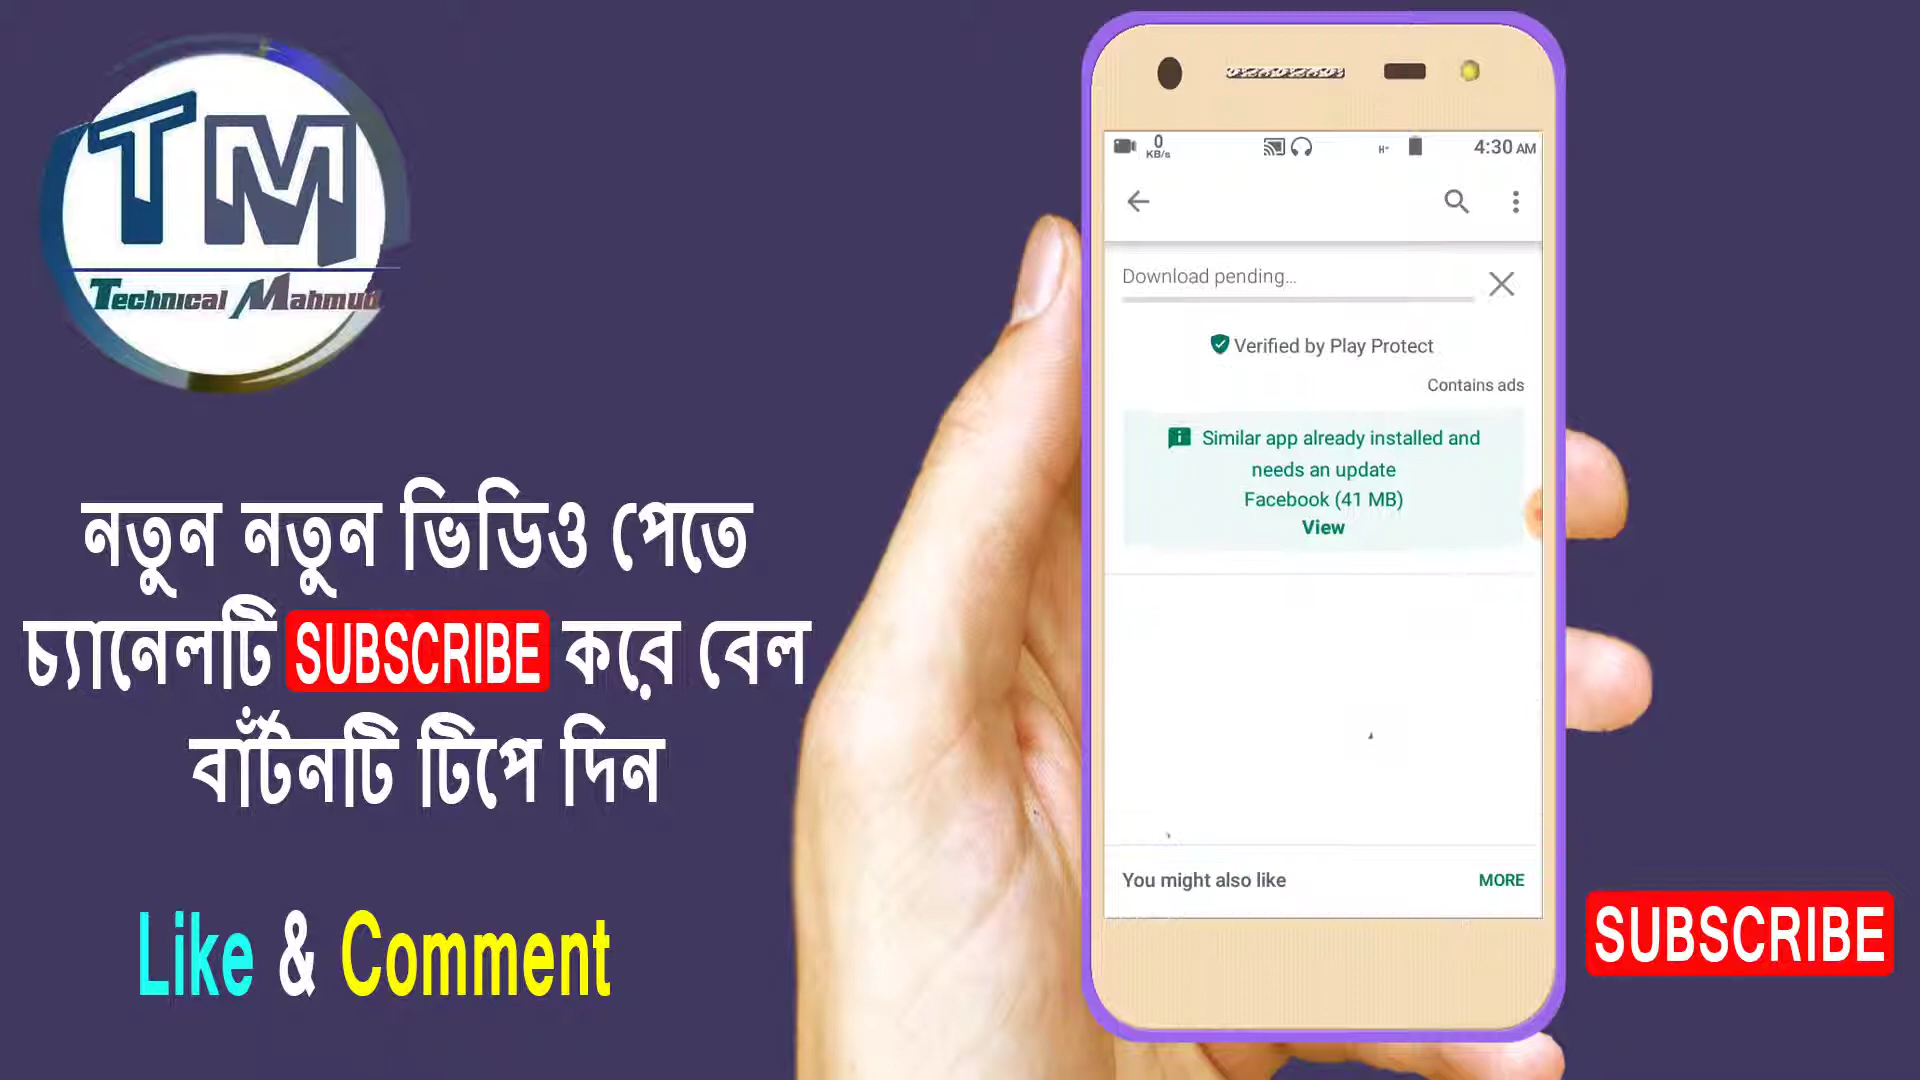 TM
Technical Mahmud
নতুন নতুন ভিডিও পেতে
চ্যানেলটি SUBSCRIBE করে বেল
বাটঁনটি টিপে দিন
Like & Comment
0
KB/s
H+
4:30 AM
Download pending...
Verified by Play Protect
Contains ads
Similar app already installed and
needs an update
Facebook (41 MB)
View
You might also like MORE
SUBSCRIBE